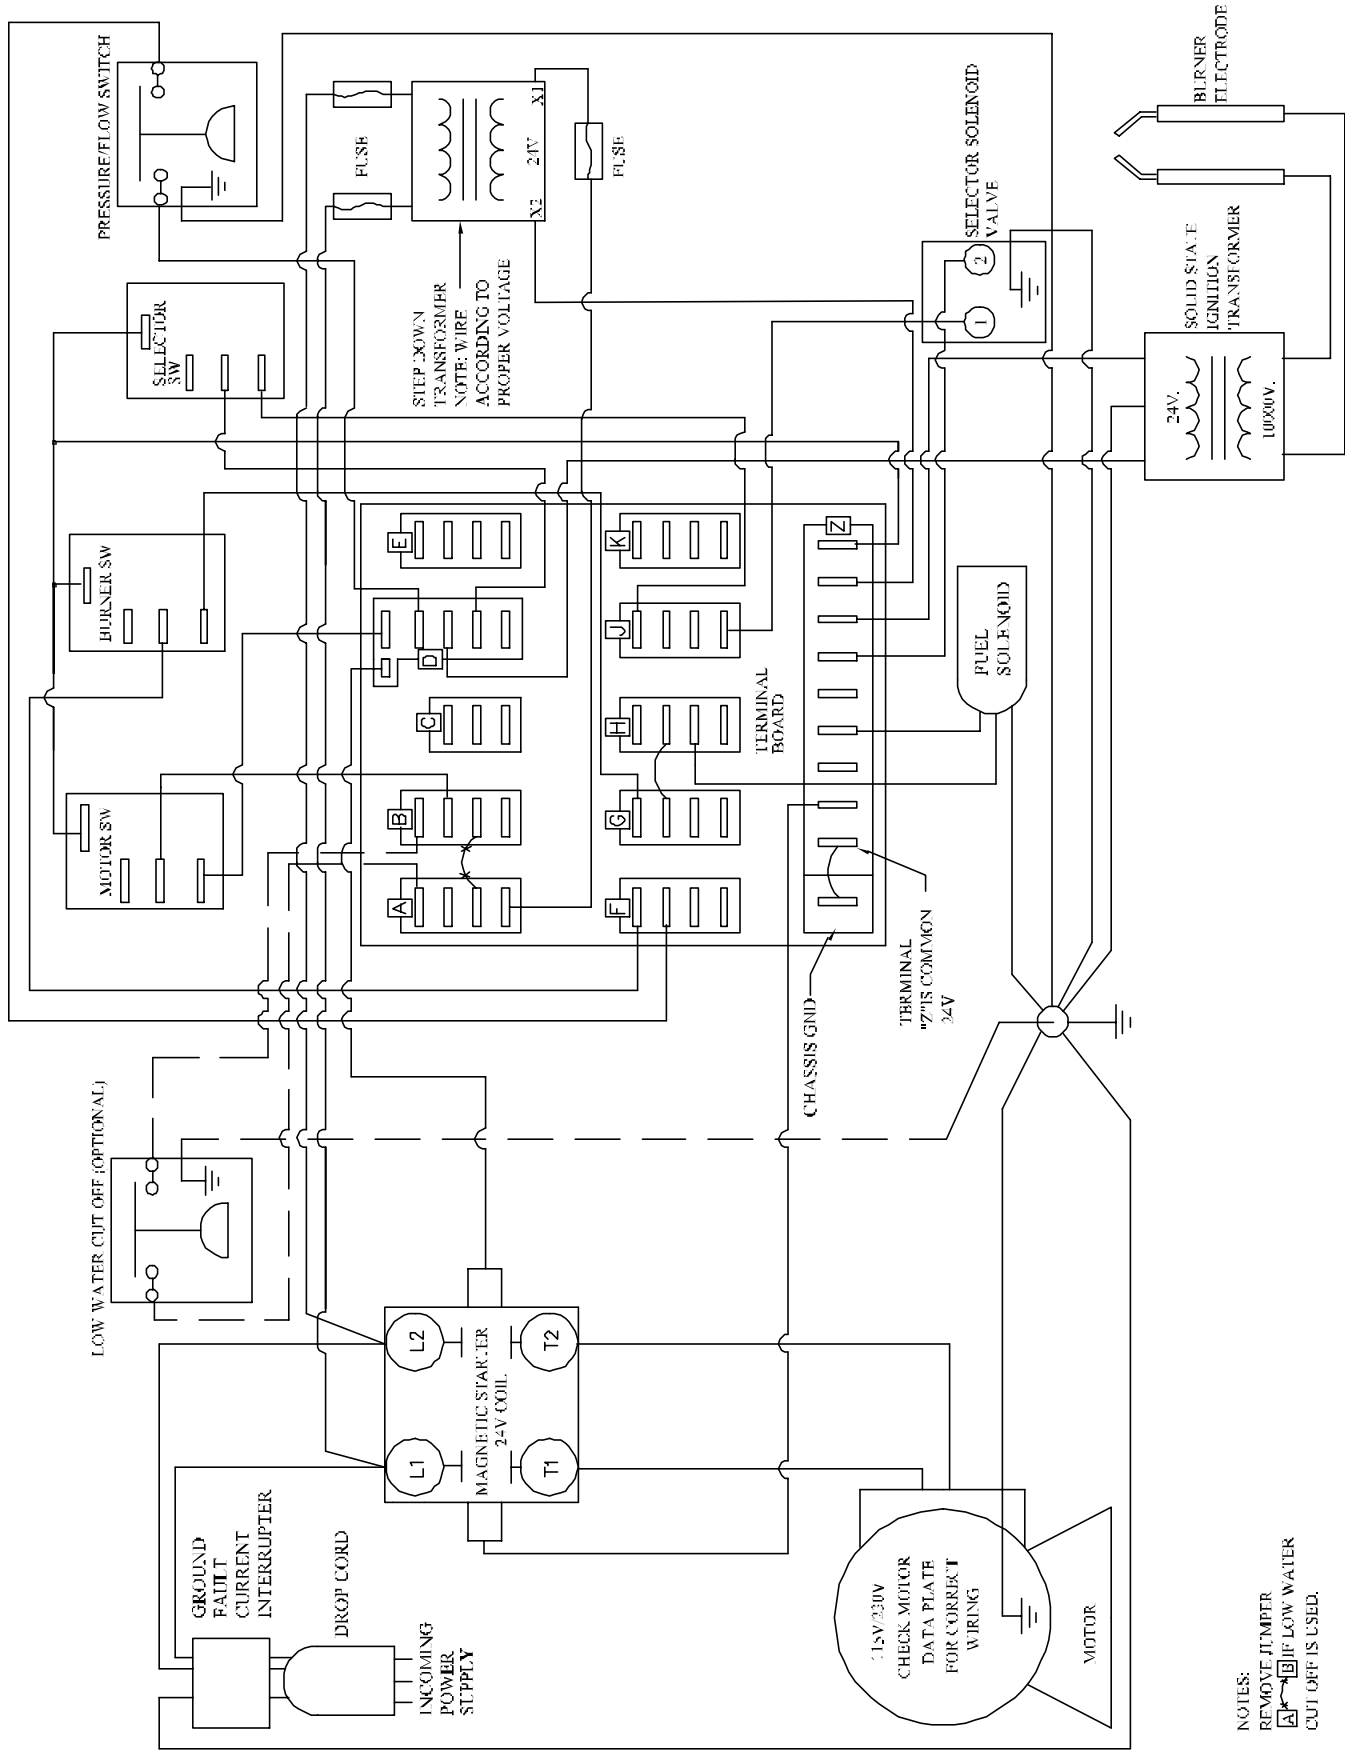 PRESSURE/FLOW SWITCH
SELECTOR
SW
BURNER SW
MOTOR SW
LOW WATER CUT OFF (OPTIONAL)
GROUND
FAULT
CURRENT
INTERRUPTER
DROP CORD
INCOMING
POWER
SUPPLY
FUSE
X1
24V
X2
FUSE
STEP DOWN
TRANSFORMER
NOTE: WIRE
ACCORDING TO
PROPER VOLTAGE
E
D
C
B
A
K
J
H
G
F
Z
TERMINAL
BOARD
L2
T2
MAGNETIC STARTER
24V COIL
L1
T1
SELECTOR SOLENOID
VALVE
2
1
BURNER
ELECTRODE
SOLID STATE
IGNITION
TRANSFORMER
24V.
10000V.
FUEL
SOLENOID
TERMINAL
"Z" IS COMMON
24V
CHASSIS GND
115V/230V
CHECK MOTOR
DATA PLATE
FOR CORRECT
WIRING
MOTOR
NOTES:
REMOVE JUMPER
A B IF LOW WATER
CUT OFF IS USED.